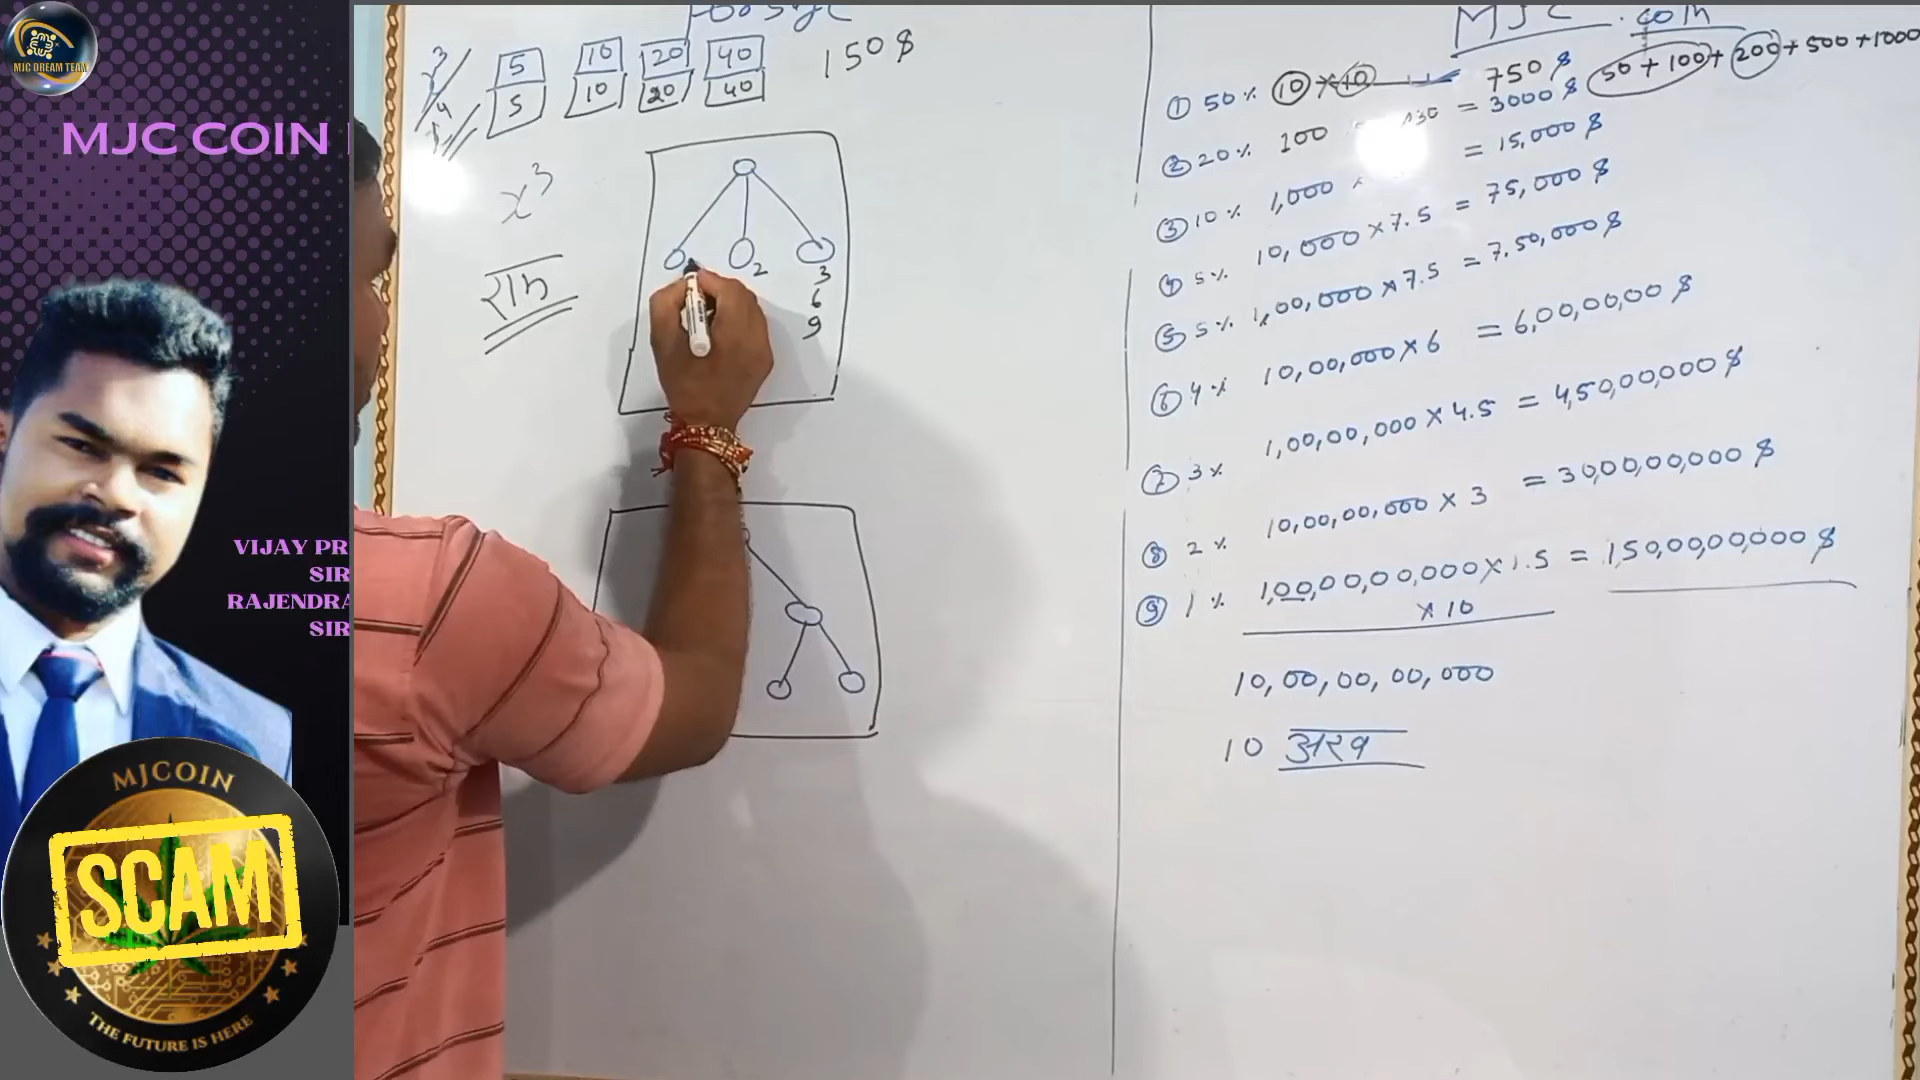 MJC DREAM TEAM
MJC COIN
VIJAY PR
SIR
RAJENDRA
SIR
MJCOIN
SCAM
THE FUTURE IS HERE
5 10 20 40 150$
5 10 20 40
x³
राम
2 3
6
9
MJC .com
50 + 100 + 200 + 500 + 1000
① 50% 10 × = 750$
② 20% 100 = 3000$
③ 10% 1,000 × = 15,000$
④ 5% 10,000 × 7.5 = 75,000$
⑤ 5% 1,00,000 × 7.5 = 7,50,000$
⑥ 4% 10,00,000 × 6 = 6,00,00,00$
⑦ 3% 1,00,00,000 × 4.5 = 4,50,00,000$
⑧ 2% 10,00,00,000 × 3 = 30,00,00,000$
⑨ 1% 1,00,00,00,000 × 1.5 = 1,50,00,00,000$
× 10
10,00,00,00,000
10 अरब